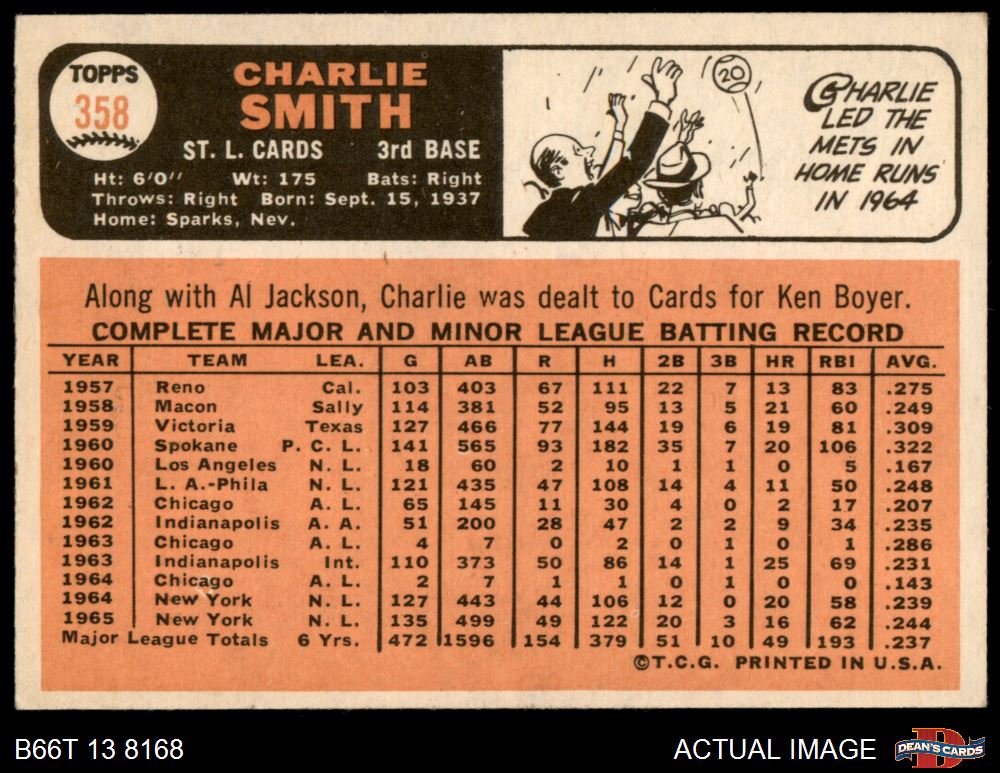 TOPPS
358
CHARLIE
SMITH
ST. L. CARDS 3rd BASE
Ht: 6'0" Wt: 175 Bats: Right
Throws: Right Born: Sept. 15, 1937
Home: Sparks, Nev.
20
CHARLIE
LED THE
METS IN
HOME RUNS
IN 1964
Along with Al Jackson, Charlie was dealt to Cards for Ken Boyer.
COMPLETE MAJOR AND MINOR LEAGUE BATTING RECORD
YEAR TEAM LEA. G AB R H 2B 3B HR RBI AVG.
1957 Reno Cal. 103 403 67 111 22 7 13 83 .275
1958 Macon Sally 114 381 52 95 13 5 21 60 .249
1959 Victoria Texas 127 466 77 144 19 6 19 81 .309
1960 Spokane P. C. L. 141 565 93 182 35 7 20 106 .322
1960 Los Angeles N. L. 18 60 2 10 1 1 0 5 .167
1961 L. A.-Phila N. L. 121 435 47 108 14 4 11 50 .248
1962 Chicago A. L. 65 145 11 30 4 0 2 17 .207
1962 Indianapolis A. A. 51 200 28 47 2 2 9 34 .235
1963 Chicago A. L. 4 7 0 2 0 1 0 1 .286
1963 Indianapolis Int. 110 373 50 86 14 1 25 69 .231
1964 Chicago A. L. 2 7 1 1 0 1 0 0 .143
1964 New York N. L. 127 443 44 106 12 0 20 58 .239
1965 New York N. L. 135 499 49 122 20 3 16 62 .244
Major League Totals 6 Yrs. 472 1596 154 379 51 10 49 193 .237
©T.C.G. PRINTED IN U.S.A.
B66T 13 8168 ACTUAL IMAGE
D
DEAN'S CARDS